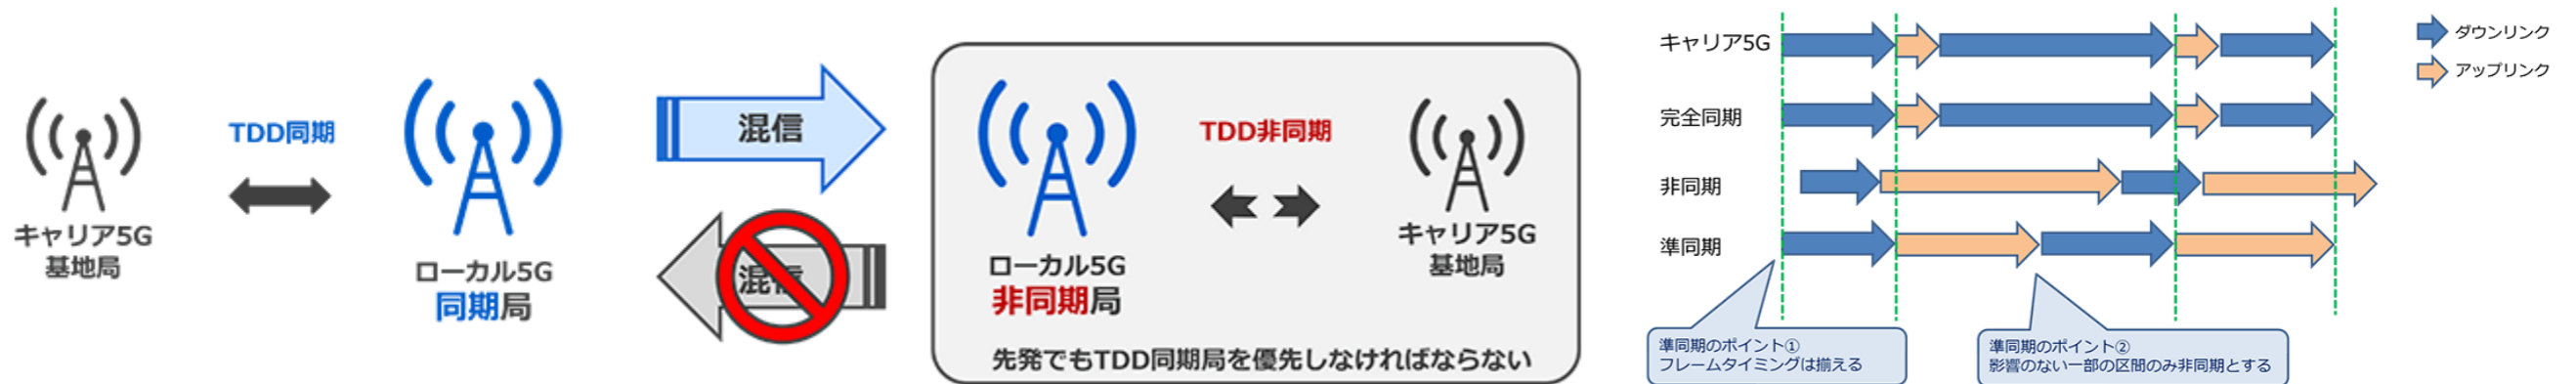 キャリア5G
基地局
TDD同期
ローカル5G
同期局
混信
混信
ローカル5G
非同期局
TDD非同期
キャリア5G
基地局
先発でもTDD同期局を優先しなければならない
キャリア5G
完全同期
非同期
準同期
ダウンリンク
アップリンク
準同期のポイント①
フレームタイミングは揃える
準同期のポイント②
影響のない一部の区間のみ非同期とする